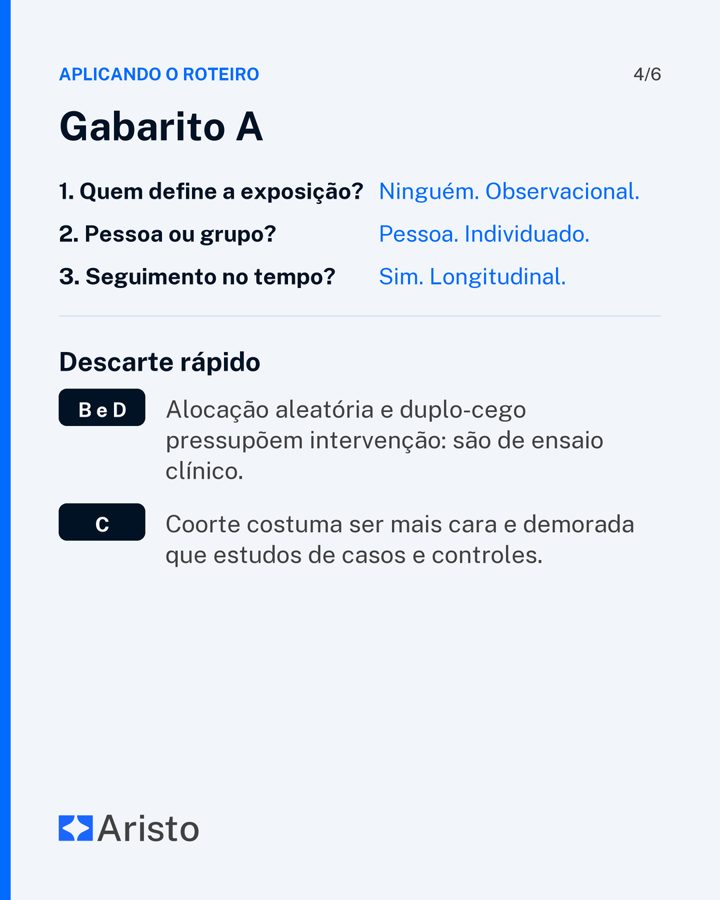 APLICANDO O ROTEIRO 4/6
Gabarito A
1. Quem define a exposição? Ninguém. Observacional.
2. Pessoa ou grupo? Pessoa. Individuado.
3. Seguimento no tempo? Sim. Longitudinal.
Descarte rápido
B e D Alocação aleatória e duplo-cego
pressupõem intervenção: são de ensaio
clínico.
C Coorte costuma ser mais cara e demorada
que estudos de casos e controles.
Aristo